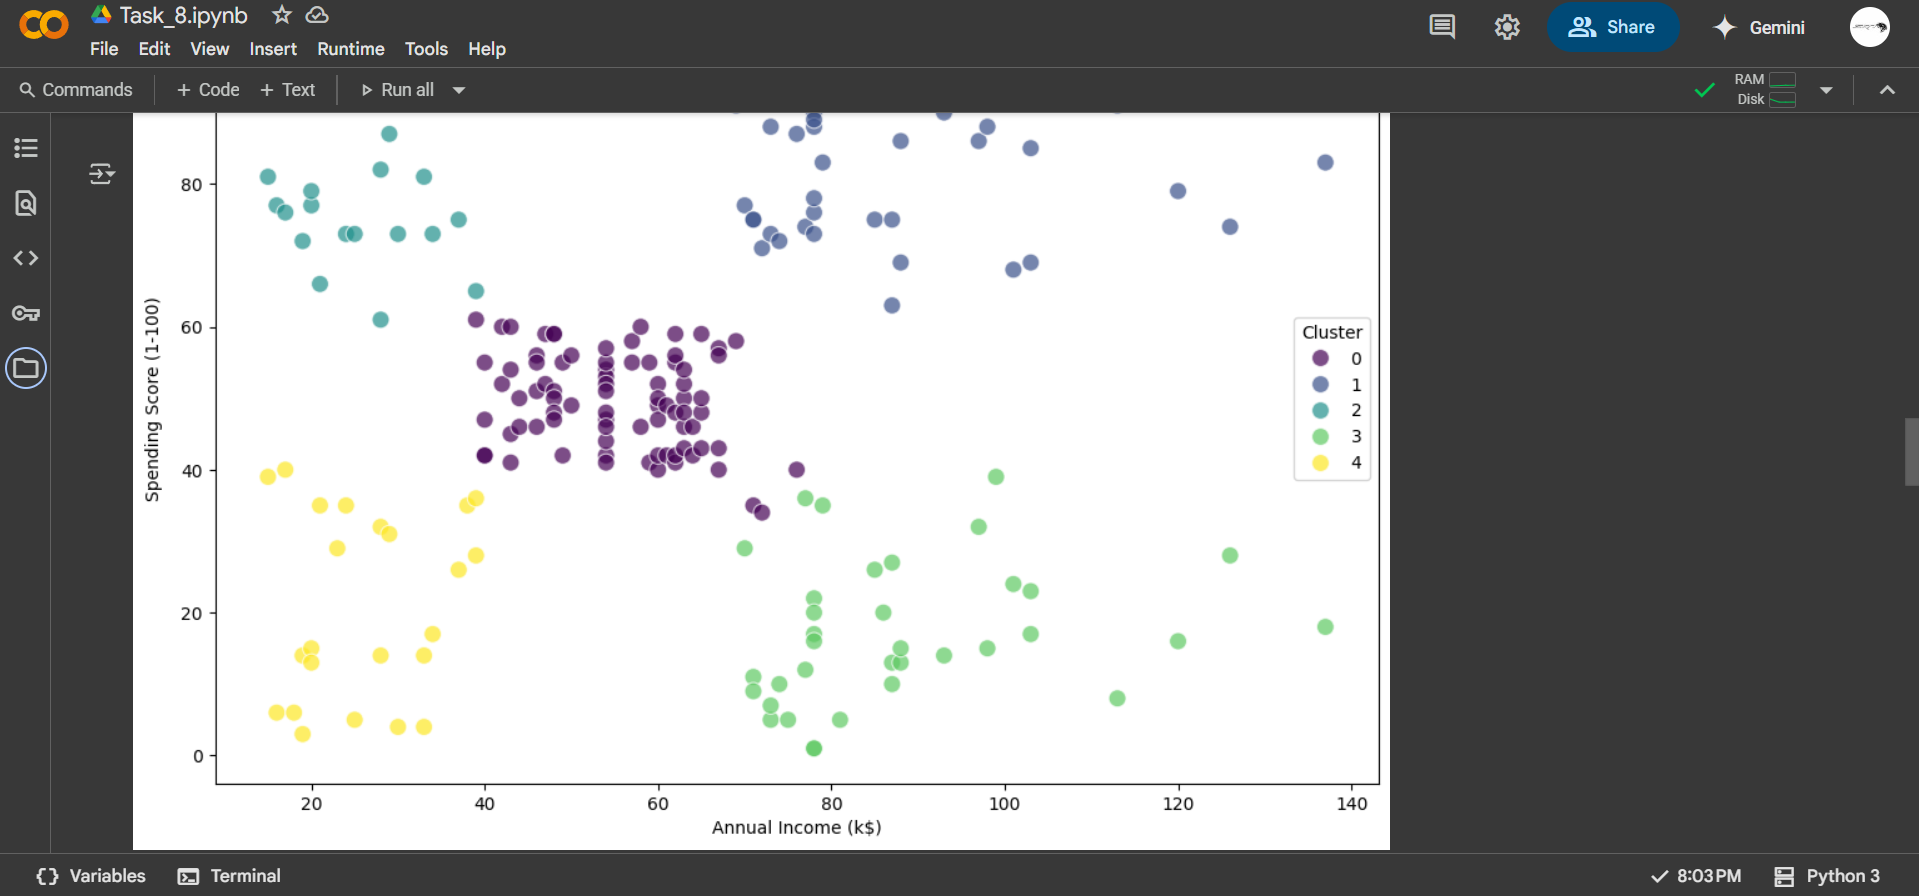 Task_8.ipynb
File Edit View Insert Runtime Tools Help
Share
Gemini
Commands + Code + Text Run all
RAM
Disk
80
60
40
20
0
Spending Score (1-100)
Cluster
0
1
2
3
4
20 40 60 80 100 120 140
Annual Income (k$)
{} Variables Terminal
8:03 PM Python 3